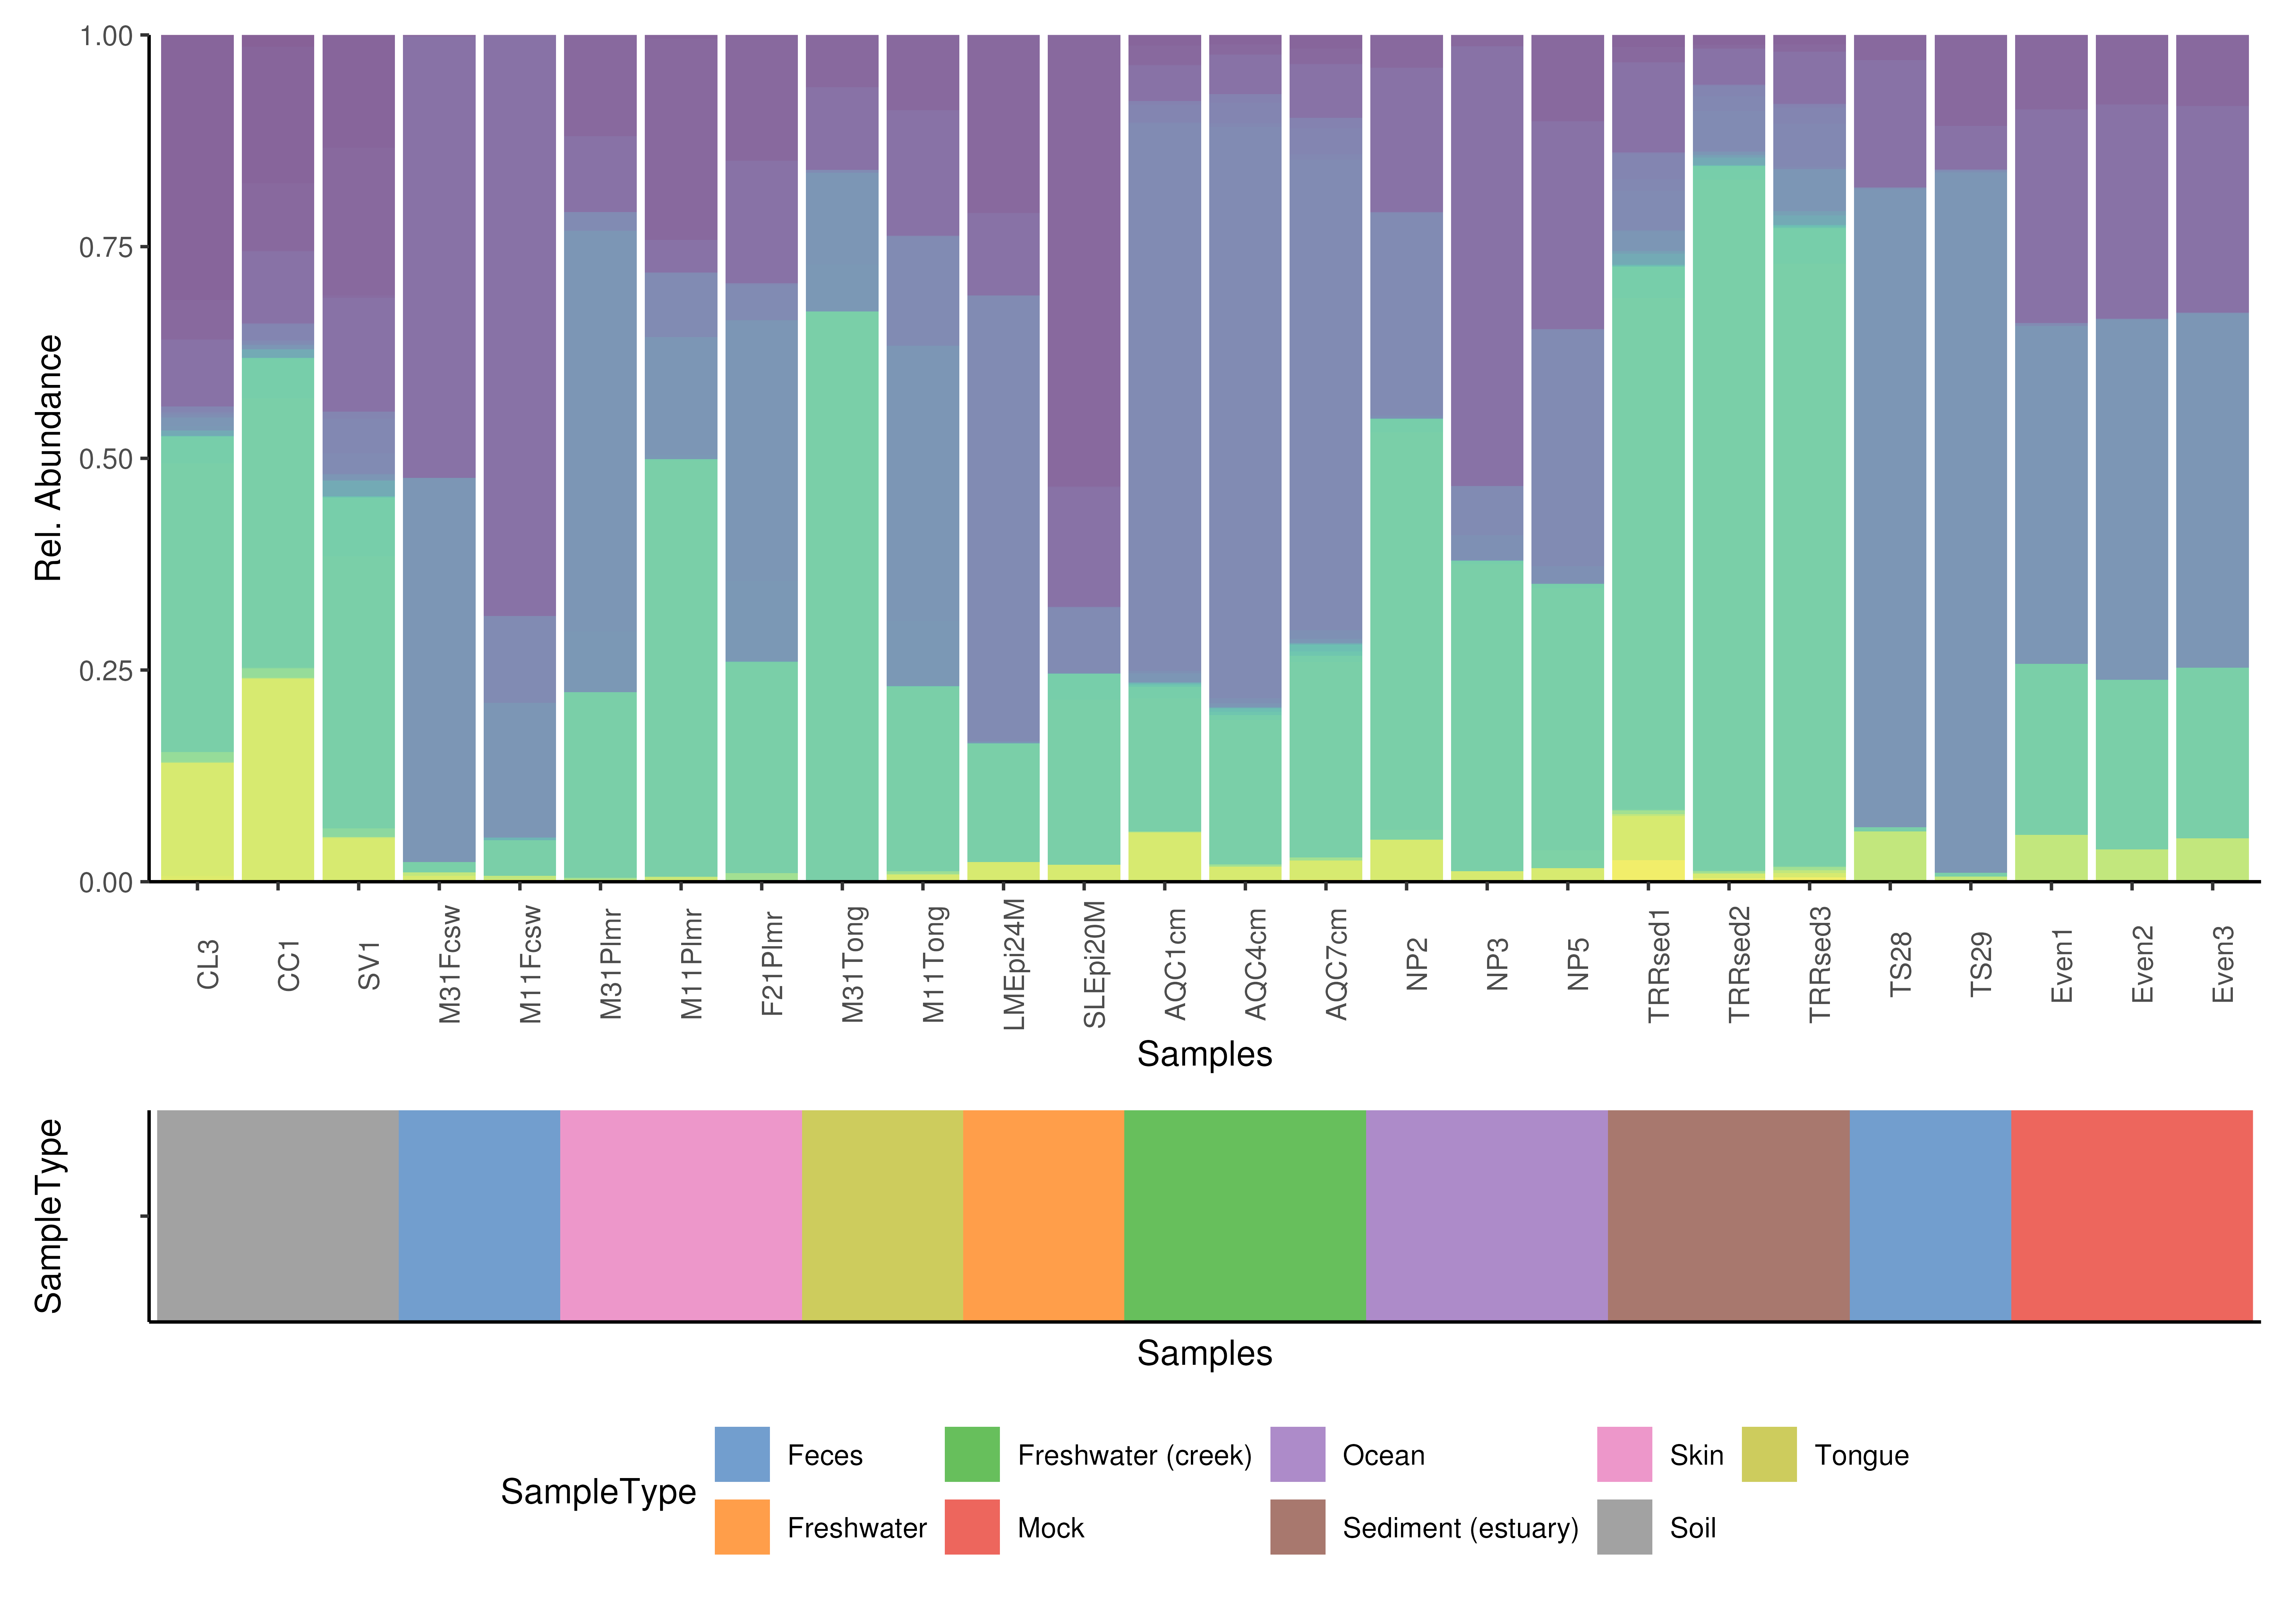 Rel. Abundance
1.00
0.75
0.50
0.25
0.00
CL3
CC1
SV1
M31Fcsw
M11Fcsw
M31Plmr
M11Plmr
F21Plmr
M31Tong
M11Tong
LMEpi24M
SLEpi20M
AQC1cm
AQC4cm
AQC7cm
NP2
NP3
NP5
TRRsed1
TRRsed2
TRRsed3
TS28
TS29
Even1
Even2
Even3
Samples
SampleType
Samples
SampleType
Feces
Freshwater (creek)
Ocean
Skin
Tongue
Freshwater
Mock
Sediment (estuary)
Soil